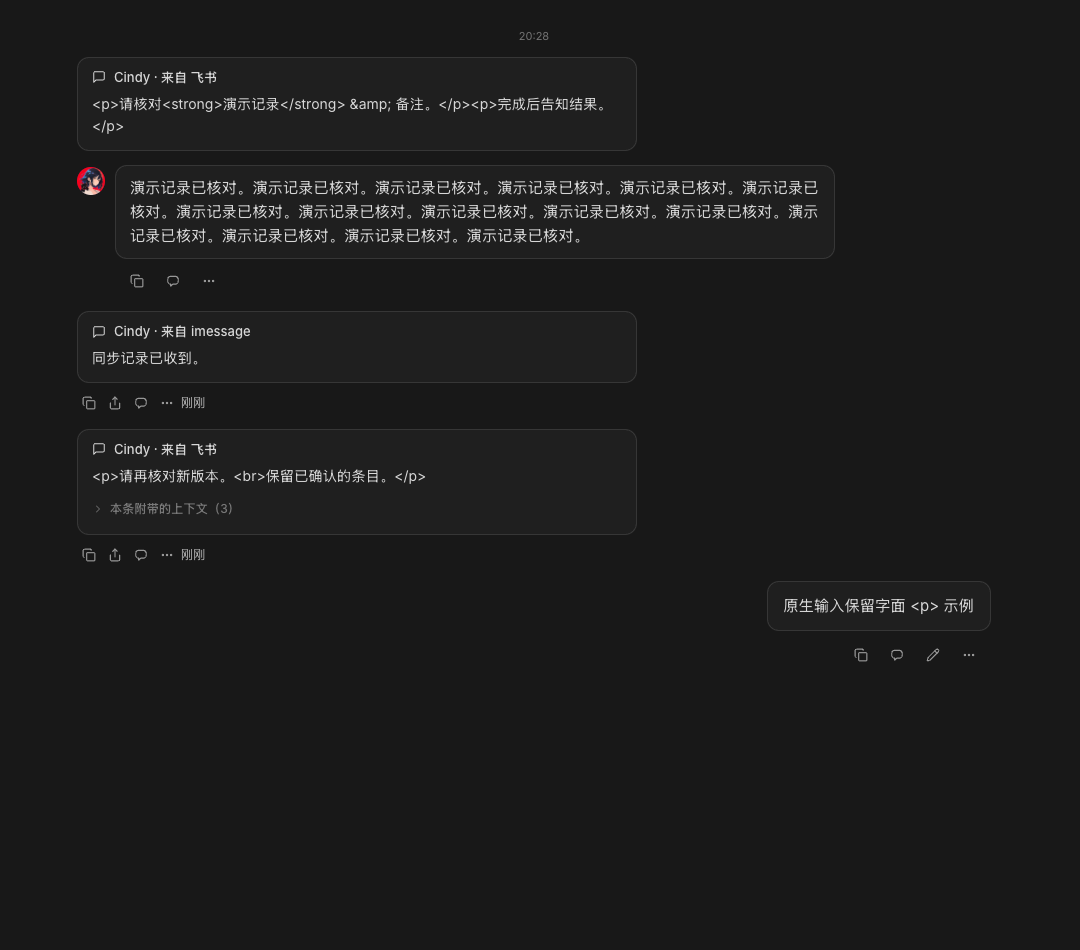 20:28
Cindy · 来自 飞书
<p>请核对<strong>演示记录</strong> &amp; 备注。</p><p>完成后告知结果。
</p>
演示记录已核对。演示记录已核对。演示记录已核对。演示记录已核对。演示记录已核对。演示记录已
核对。演示记录已核对。演示记录已核对。演示记录已核对。演示记录已核对。演示记录已核对。演示
记录已核对。演示记录已核对。演示记录已核对。演示记录已核对。
Cindy · 来自 imessage
同步记录已收到。
刚刚
Cindy · 来自 飞书
<p>请再核对新版本。<br>保留已确认的条目。</p>
本条附带的上下文（3）
刚刚
原生输入保留字面 <p> 示例